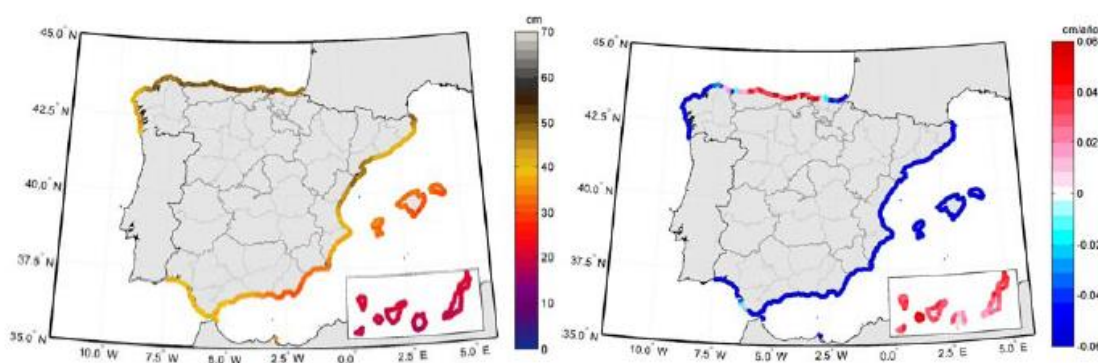 cm
45.0° N
42.5° N
40.0° N
37.5° N
35.0° N
10.0° W
7.5° W
5.0° W
2.5° W
0.0°
2.5° E
5.0° E
70
60
50
40
30
20
10
0
cm/año
45.0° N
42.5° N
40.0° N
37.5° N
35.0° N
10.0° W
7.5° W
5.0° W
2.5° W
0.0°
2.5° E
5.0° E
0.06
0.04
0.02
0
-0.02
-0.04
-0.06